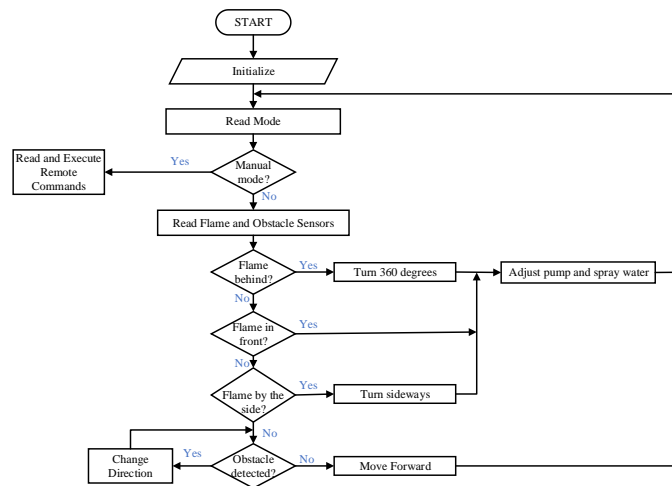 START
Initialize
Read Mode
Read and Execute
Remote
Commands
Yes
Manual
mode?
No
Read Flame and Obstacle Sensors
Flame
behind?
Yes
Turn 360 degrees
Adjust pump and spray water
No
Flame in
front?
Yes
No
Flame by the
side?
Yes
Turn sideways
No
Change
Direction
Yes
Obstacle
detected?
No
Move Forward